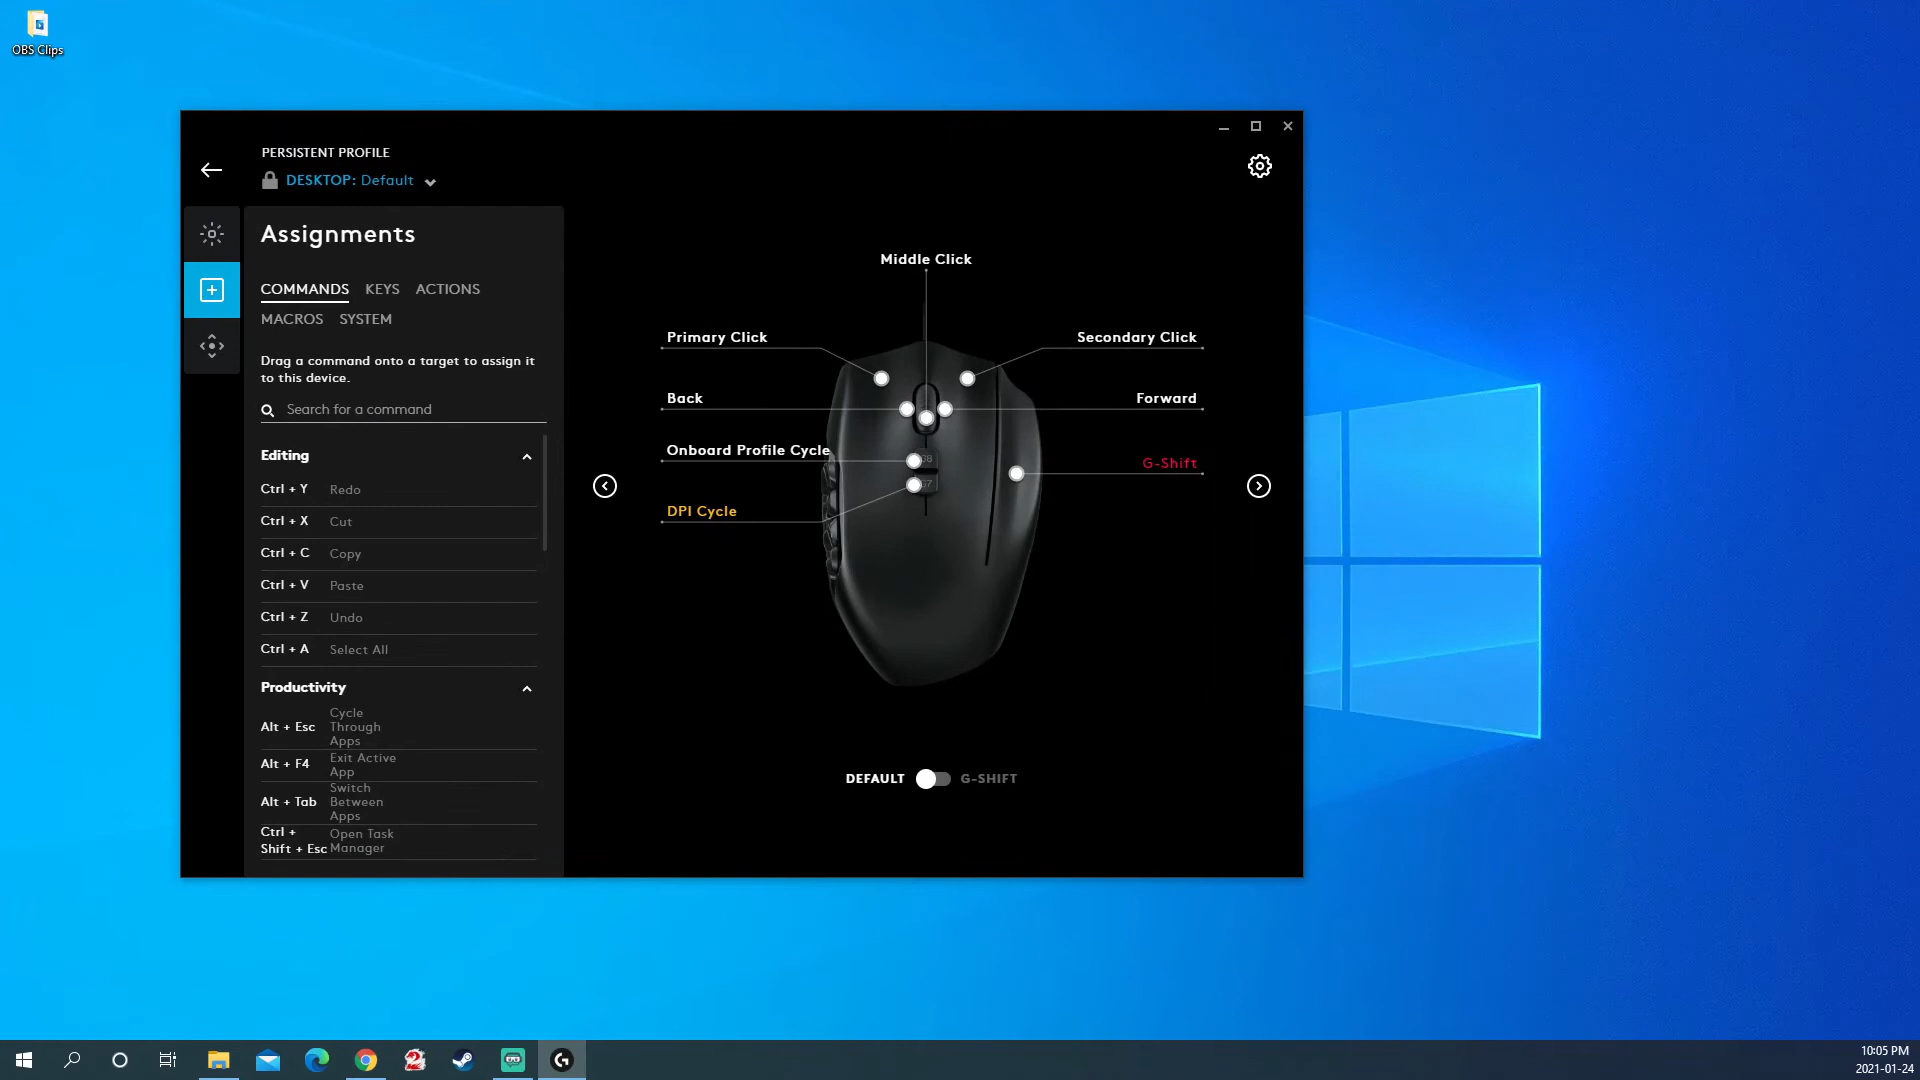 OBS Clips
PERSISTENT PROFILE
DESKTOP: Default
Assignments
COMMANDS KEYS ACTIONS
MACROS SYSTEM
Drag a command onto a target to assign it
to this device.
Search for a command
Editing
Ctrl + Y Redo
Ctrl + X Cut
Ctrl + C Copy
Ctrl + V Paste
Ctrl + Z Undo
Ctrl + A Select All
Productivity
Alt + Esc Cycle
Through
Apps
Alt + F4 Exit Active
App
Alt + Tab Switch
Between
Apps
Ctrl + Open Task
Shift + Esc Manager
Middle Click
Primary Click
Secondary Click
Back
Forward
Onboard Profile Cycle
G-Shift
DPI Cycle
DEFAULT G-SHIFT
10:05 PM
2021-01-24